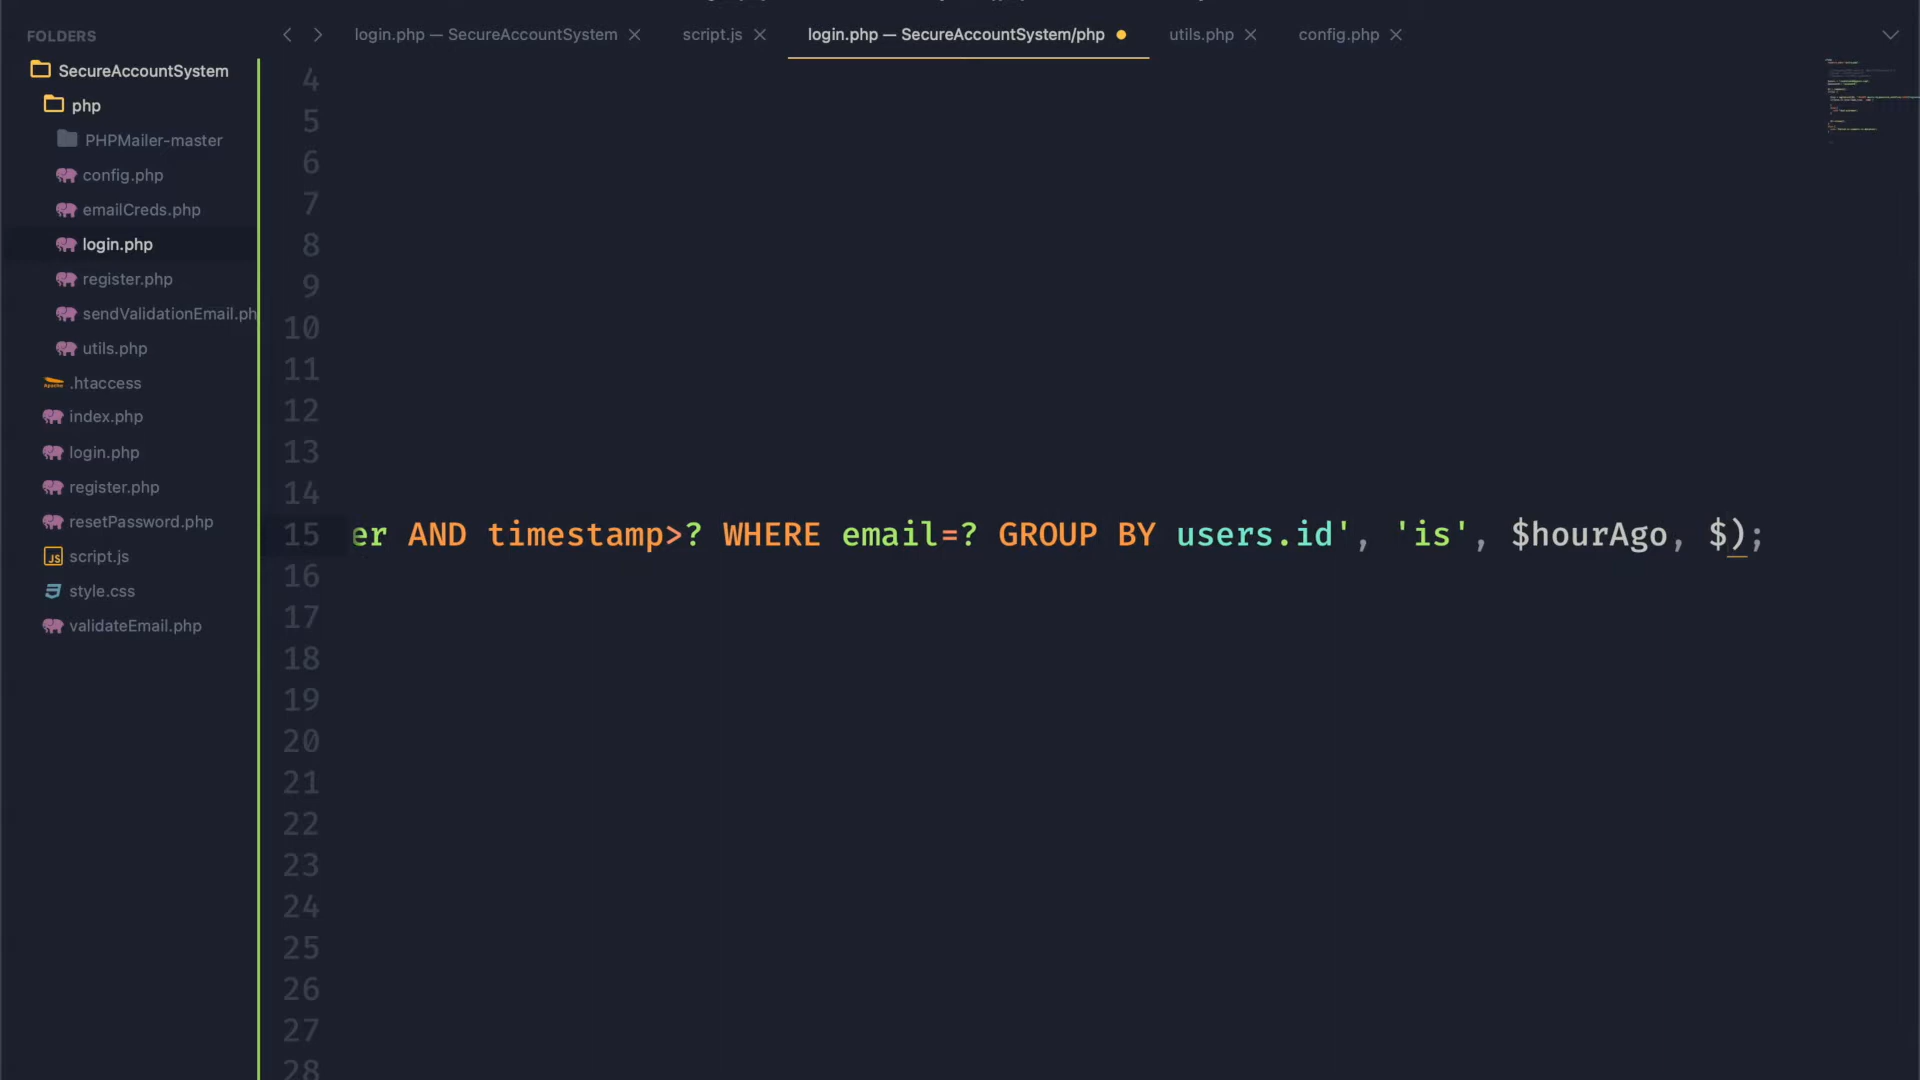 FOLDERS
SecureAccountSystem
php
PHPMailer-master
config.php
emailCreds.php
login.php
register.php
sendValidationEmail.ph
utils.php
.htaccess
index.php
login.php
register.php
resetPassword.php
script.js
style.css
validateEmail.php
login.php — SecureAccountSystem
script.js
login.php — SecureAccountSystem/php
utils.php
config.php
4
5
6
7
8
9
10
11
12
13
14
15 er AND timestamp>? WHERE email=? GROUP BY users.id', 'is', $hourAgo, $);
16
17
18
19
20
21
22
23
24
25
26
27
28